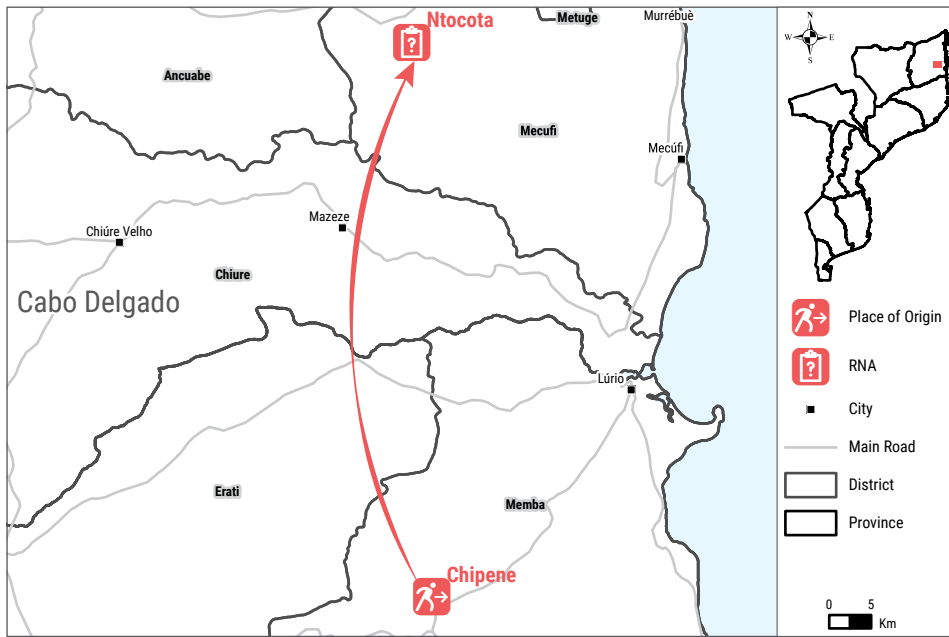 Ntocota
Metuge
Murrébuè
Ancuabe
Mecufi
Mecúfi
Mazeze
Chiúre Velho
Chiure
Cabo Delgado
Lúrio
Erati
Memba
Chipene
N
W E
S
Place of Origin
? RNA
City
Main Road
District
Province
0 5
Km